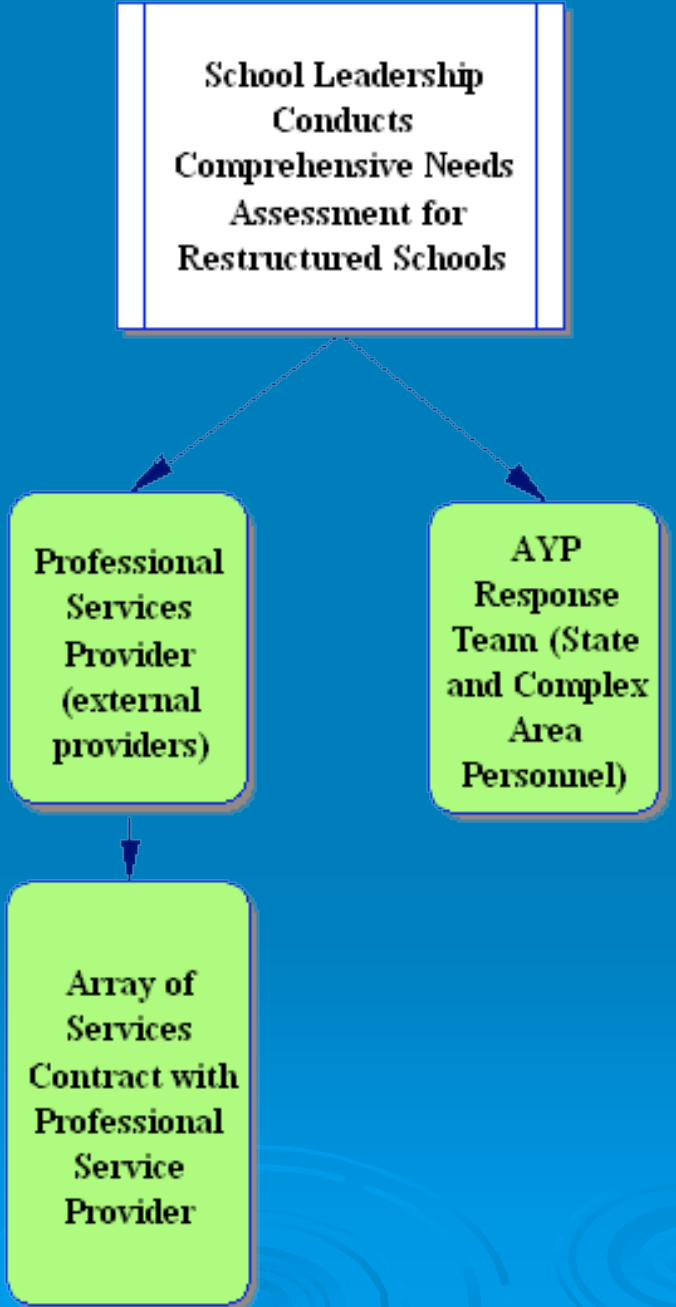 School Leadership
Conducts
Comprehensive Needs
Assessment for
Restructured Schools
Professional
Services
Provider
(external
providers)
AYP
Response
Team (State
and Complex
Area
Personnel)
Array of
Services
Contract with
Professional
Service
Provider